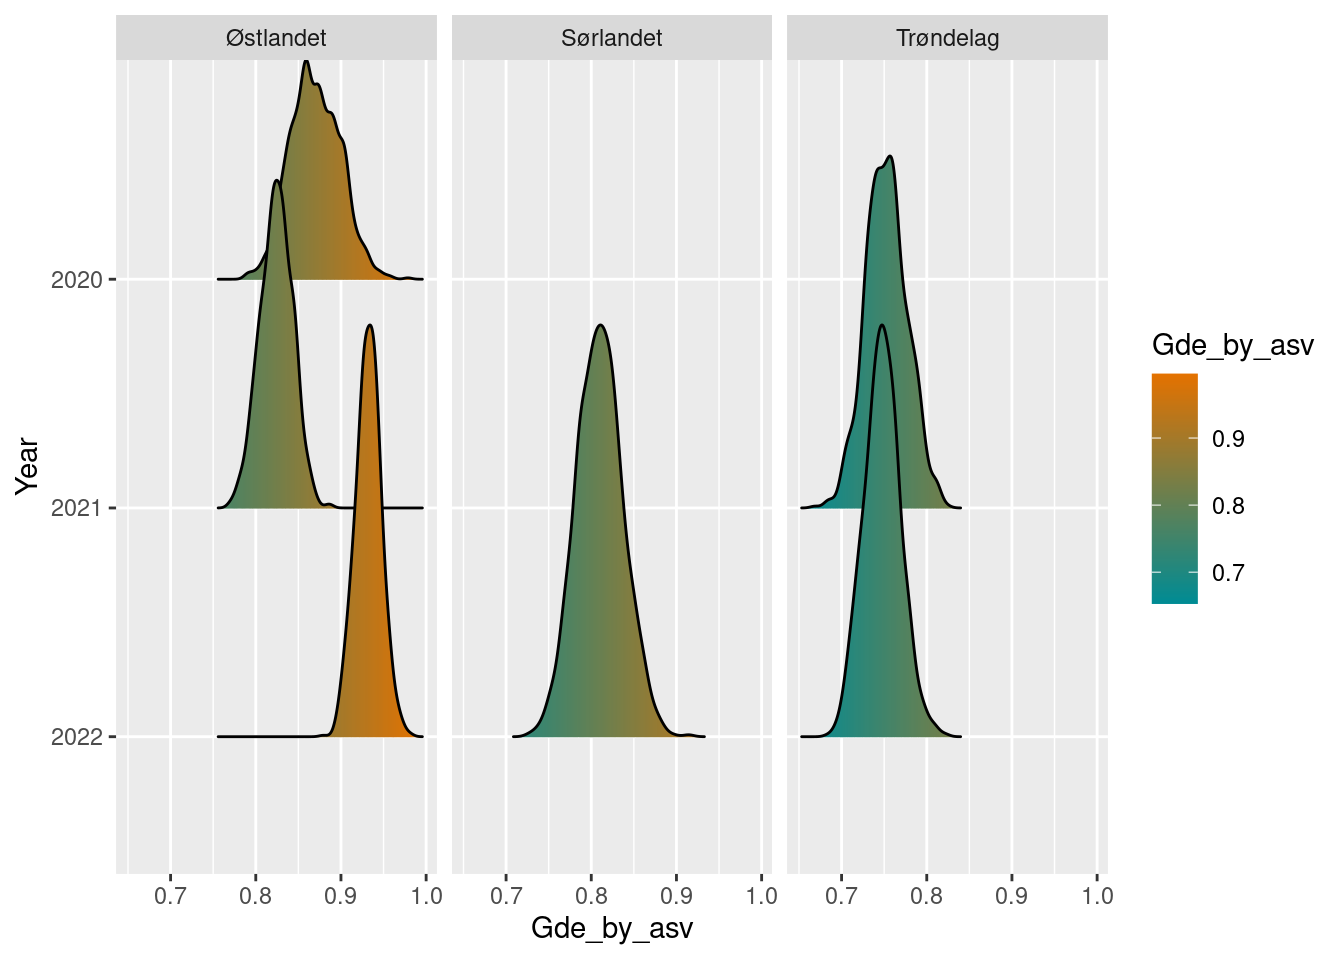 Østlandet
Sørlandet
Trøndelag
2020
2021
2022
Year
0.7 0.8 0.9 1.0
0.7 0.8 0.9 1.0
0.7 0.8 0.9 1.0
Gde_by_asv
Gde_by_asv
0.9
0.8
0.7